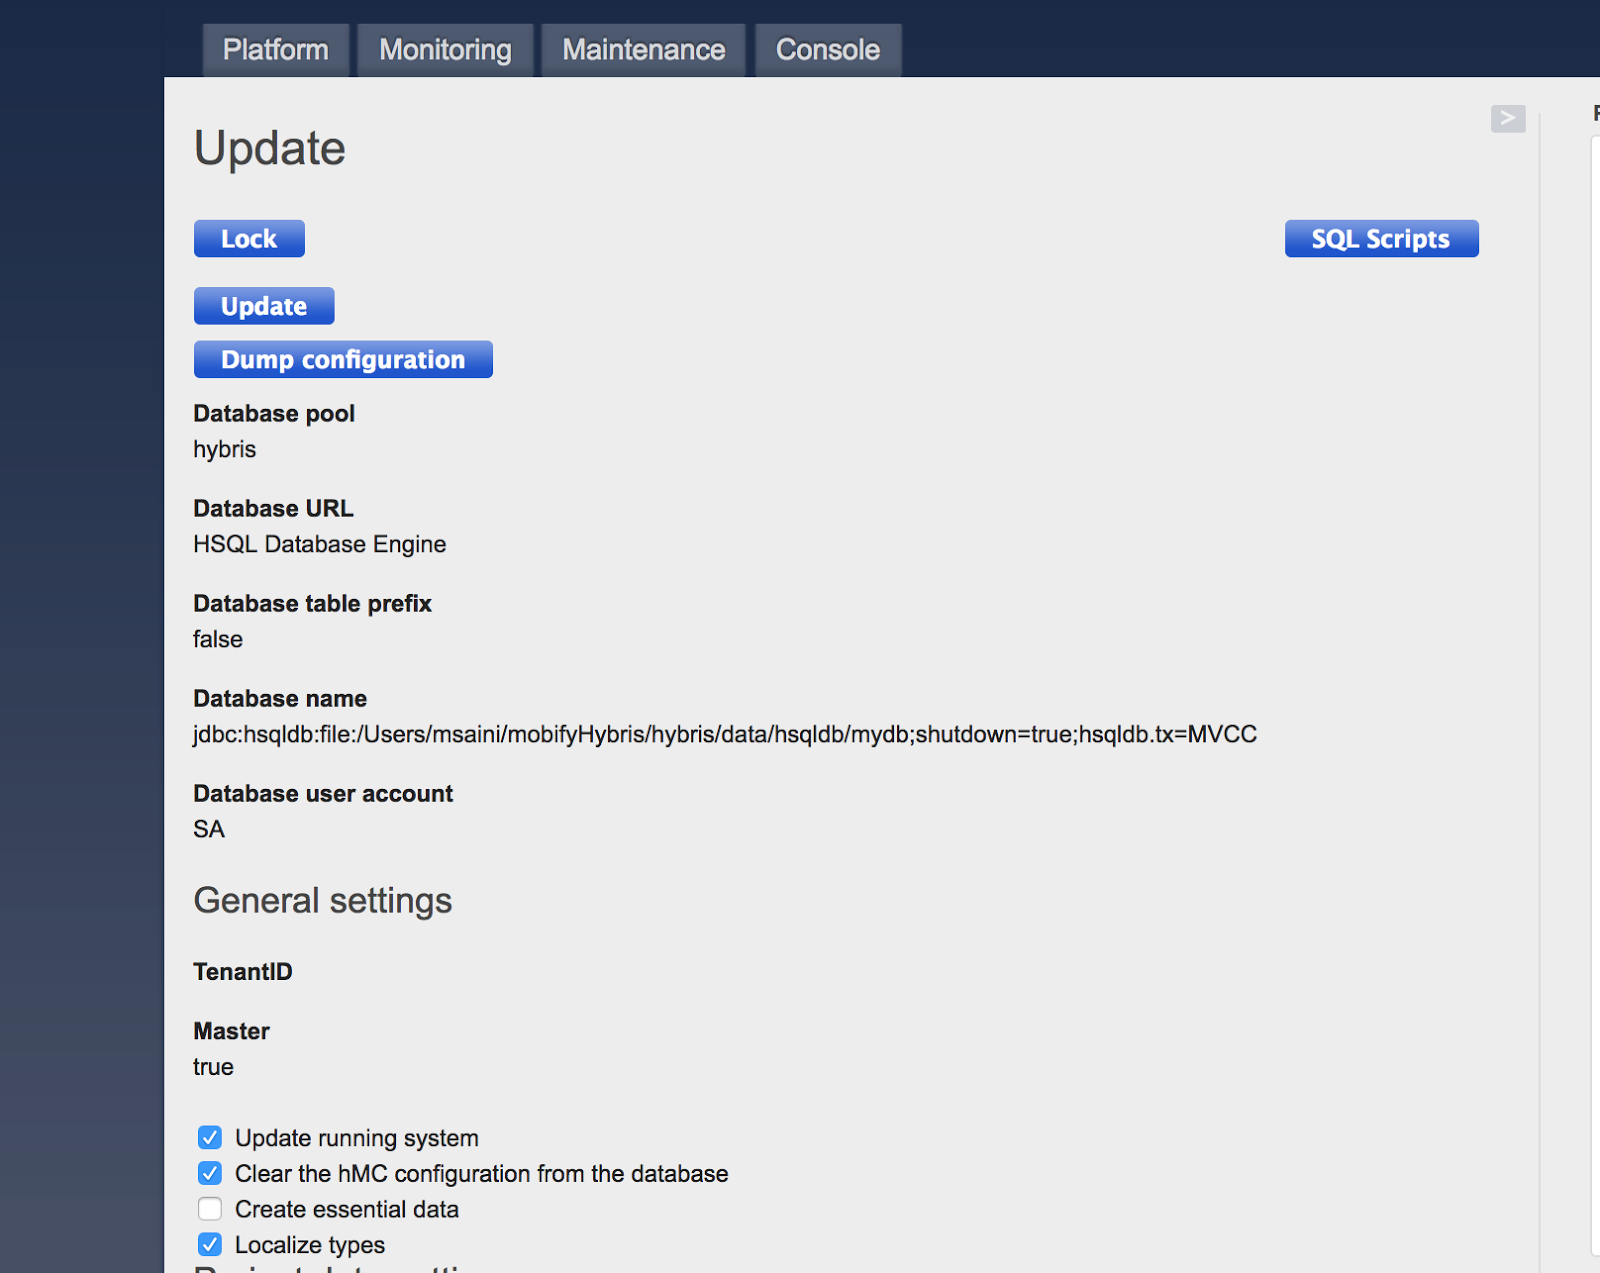 Platform Monitoring Maintenance Console
Update
>
Lock
SQL Scripts
Update
Dump configuration
Database pool
hybris
Database URL
HSQL Database Engine
Database table prefix
false
Database name
jdbc:hsqldb:file:/Users/msaini/mobifyHybris/hybris/data/hsqldb/mydb;shutdown=true;hsqldb.tx=MVCC
Database user account
SA
General settings
TenantID
Master
true
Update running system
Clear the hMC configuration from the database
Create essential data
Localize types